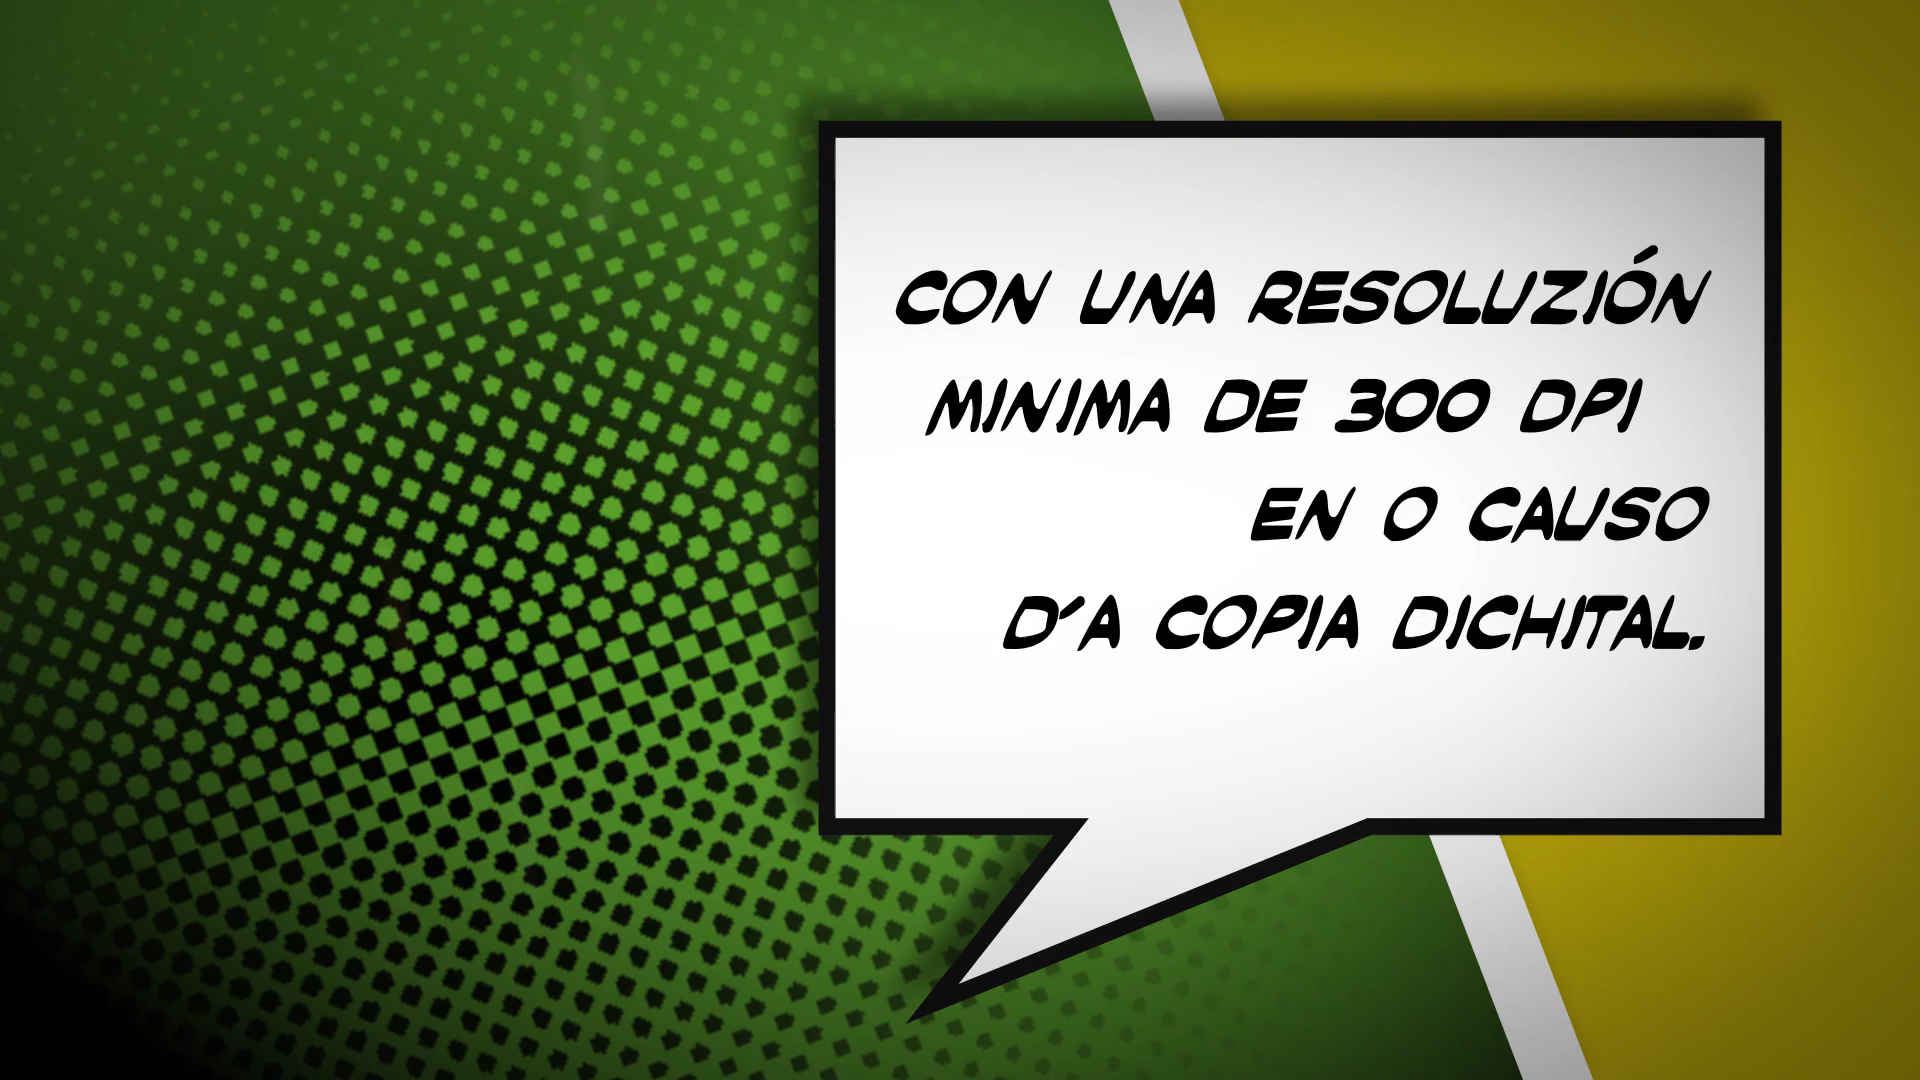 CON UNA RESOLUZIÓN
MINIMA DE 300 DPI
EN O CAUSO
D'A COPIA DICHITAL.